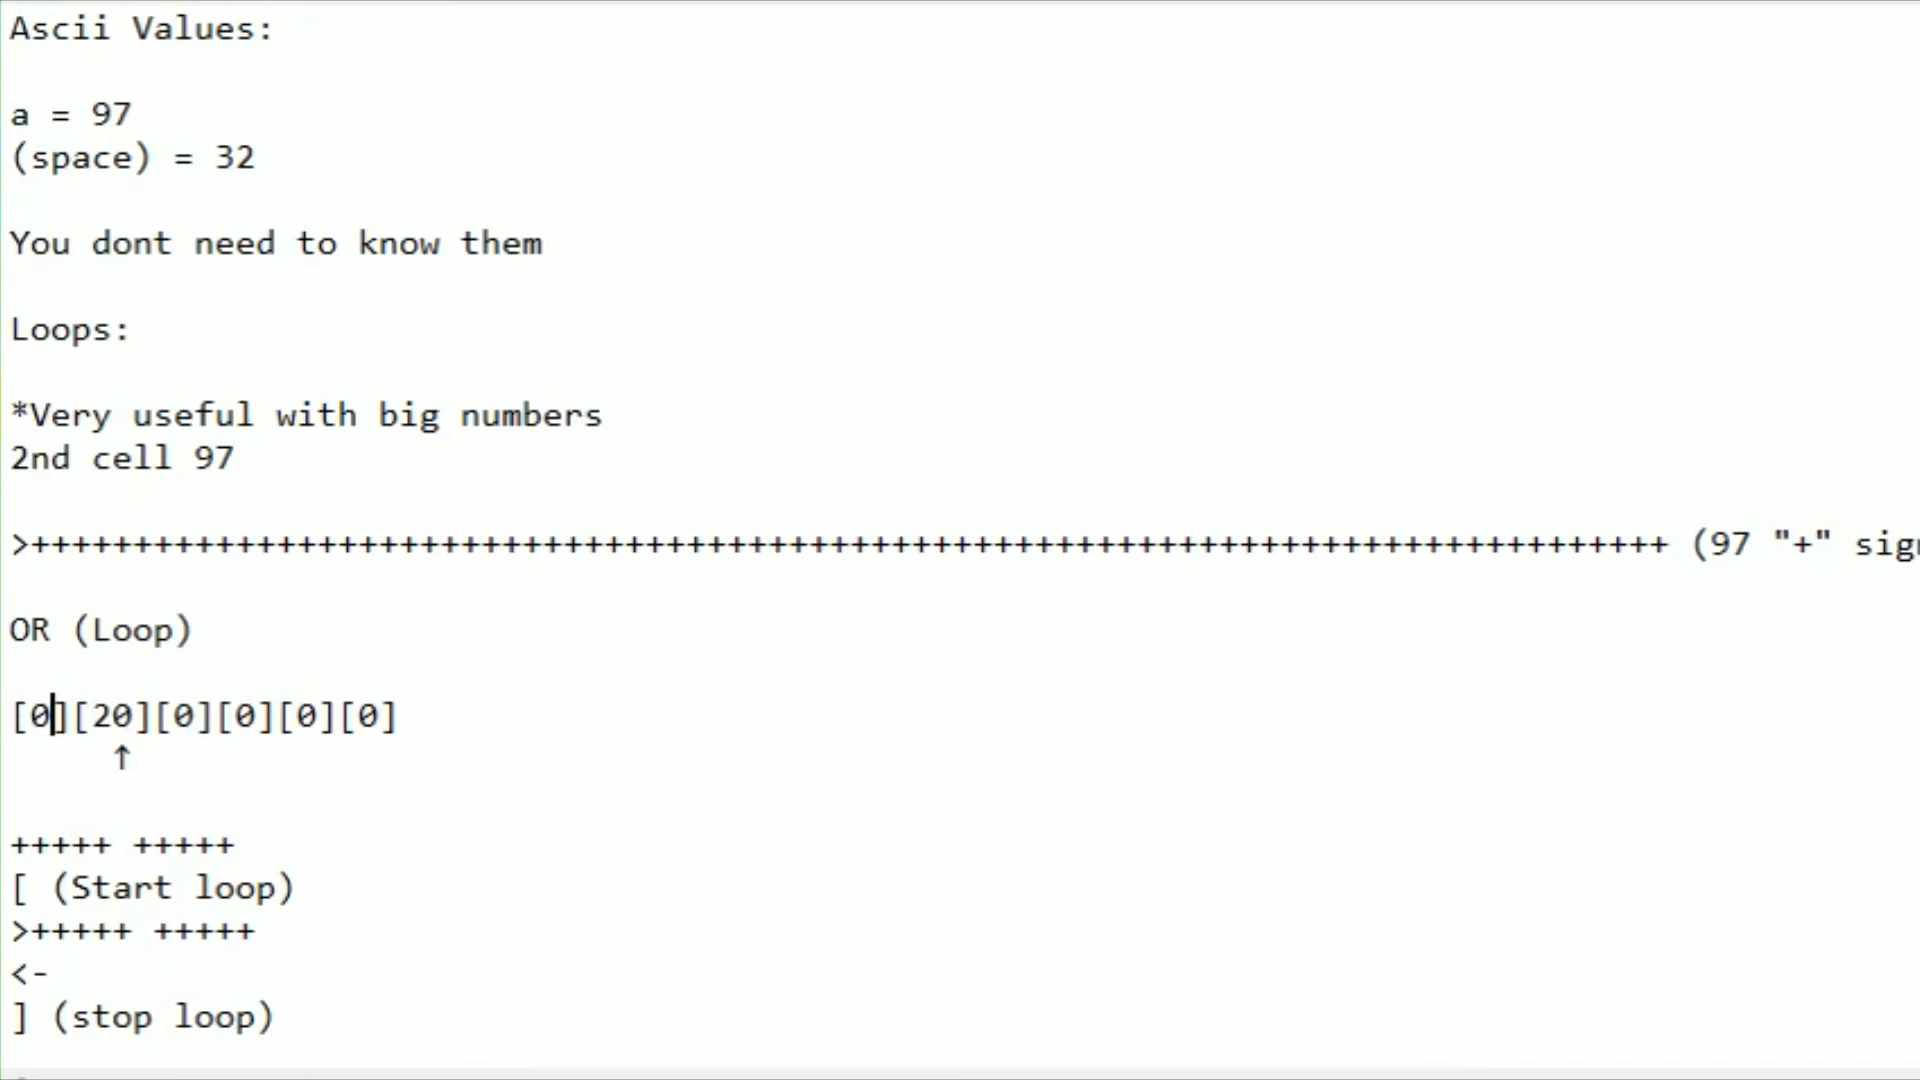 Ascii Values:
a = 97
(space) = 32
You dont need to know them
Loops:
*Very useful with big numbers
2nd cell 97
>++++++++++++++++++++++++++++++++++++++++++++++++++++++++++++++++++++++++++++++++ (97 "+" sig
OR (Loop)
[0][20][0][0][0][0]
↑
+++++ +++++
[ (Start loop)
>+++++ +++++
<-
] (stop loop)